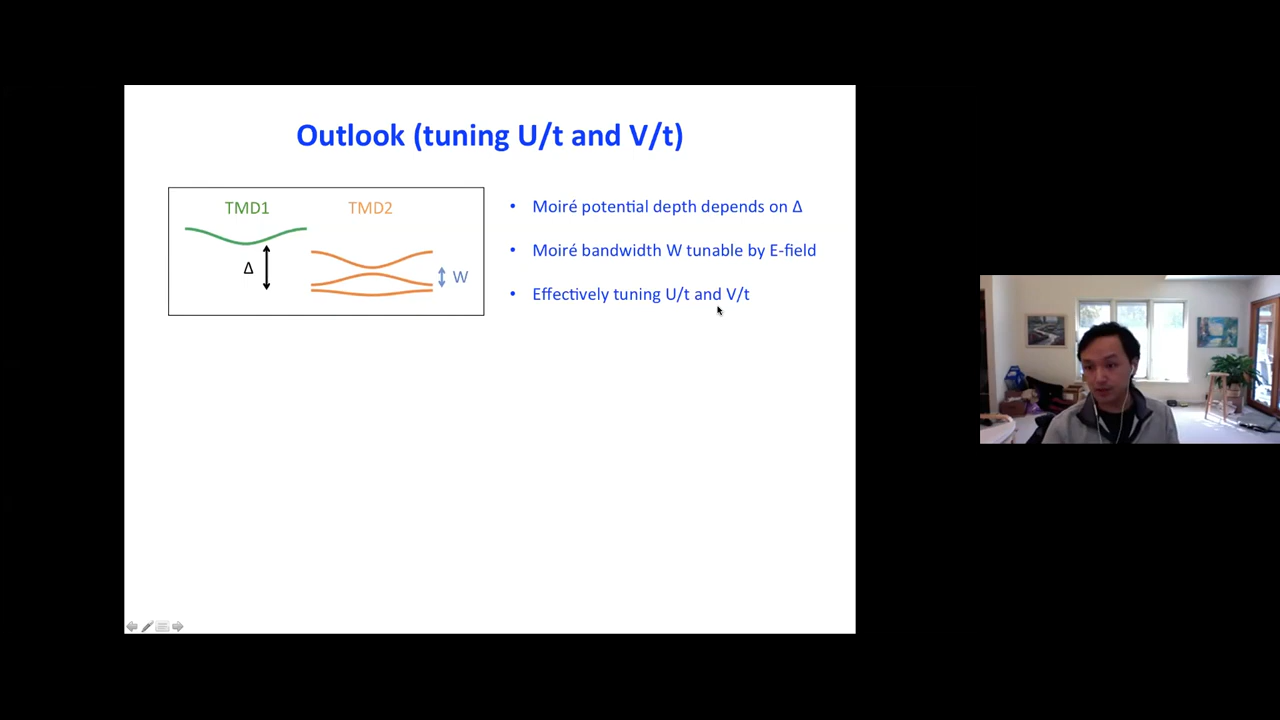 Outlook (tuning U/t and V/t)
TMD1 TMD2
Δ
W
• Moiré potential depth depends on Δ
• Moiré bandwidth W tunable by E-field
• Effectively tuning U/t and V/t